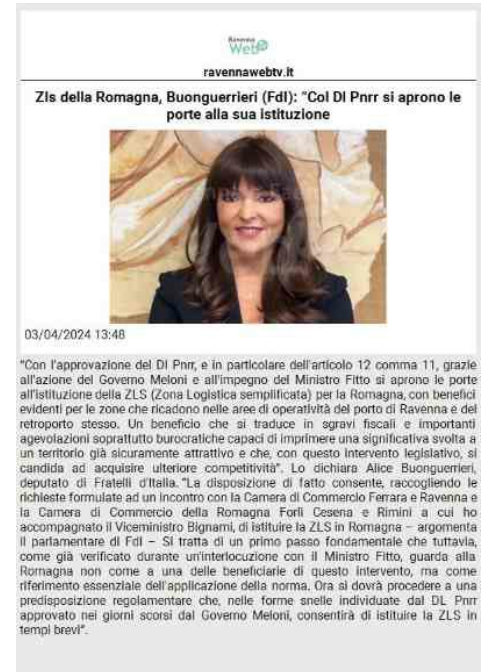 Ravenna
Web
ravennawebtv.it
Zls della Romagna, Buonguerrieri (FdI): "Col Dl Pnrr si aprono le
porte alla sua istituzione
03/04/2024 13:48
"Con l'approvazione del Dl Pnrr, e in particolare dell'articolo 12 comma 11, grazie
all'azione del Governo Meloni e all'impegno del Ministro Fitto si aprono le porte
all'istituzione della ZLS (Zona Logistica semplificata) per la Romagna, con benefici
evidenti per le zone che ricadono nelle aree di operatività del porto di Ravenna e del
retroporto stesso. Un beneficio che si traduce in sgravi fiscali e importanti
agevolazioni soprattutto burocratiche capaci di imprimere una significativa svolta a
un territorio già sicuramente attrattivo e che, con questo intervento legislativo, si
candida ad acquisire ulteriore competitività". Lo dichiara Alice Buonguerrieri,
deputato di Fratelli d'Italia. "La disposizione di fatto consente, raccogliendo le
richieste formulate ad un incontro con la Camera di Commercio Ferrara e Ravenna e
la Camera di Commercio della Romagna Forlì Cesena e Rimini a cui ho
accompagnato il Viceministro Bignami, di istituire la ZLS in Romagna – argomenta
il parlamentare di FdI – Si tratta di un primo passo fondamentale che tuttavia,
come già verificato durante un'interlocuzione con il Ministro Fitto, guarda alla
Romagna non come a una delle beneficiarie di questo intervento, ma come
riferimento essenziale dell'applicazione della norma. Ora si dovrà procedere a una
predisposizione regolamentare che, nelle forme snelle individuate dal DL Pnrr
approvato nei giorni scorsi dal Governo Meloni, consentirà di istituire la ZLS in
tempi brevi".